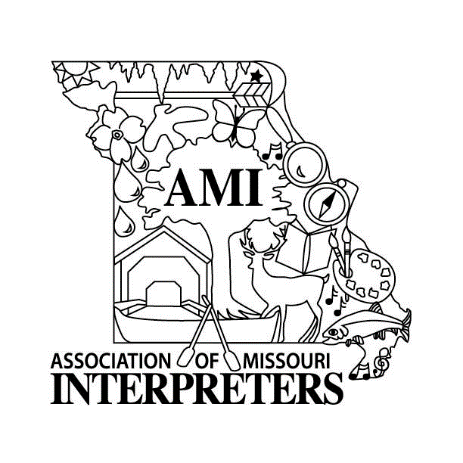 AMI
ASSOCIATION OF MISSOURI
INTERPRETERS